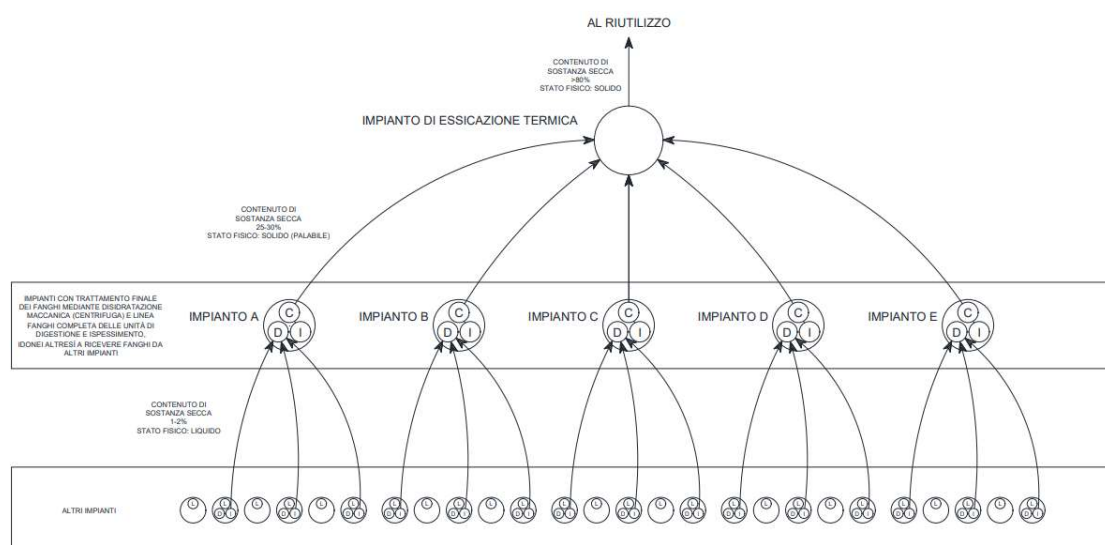 AL RIUTILIZZO
CONTENUTO DI
SOSTANZA SECCA
>80%
STATO FISICO: SOLIDO
IMPIANTO DI ESSICAZIONE TERMICA
CONTENUTO DI
SOSTANZA SECCA
25-30%
STATO FISICO: SOLIDO (PALABILE)
IMPIANTI CON TRATTAMENTO FINALE
DEI FANGHI MEDIANTE DISIDRATAZIONE
MACCANICA (CENTRIFUGA) E LINEA
FANGHI COMPLETA DELLE UNITÀ DI
DIGESTIONE E ISPESSIMENTO,
IDONEI ALTRESÌ A RICEVERE FANGHI DA
ALTRI IMPIANTI
IMPIANTO A
C
D I
IMPIANTO B
C
D I
IMPIANTO C
C
D I
IMPIANTO D
C
D I
IMPIANTO E
C
D I
CONTENUTO DI
SOSTANZA SECCA
1-2%
STATO FISICO: LIQUIDO
ALTRI IMPIANTI
L L L L L L L L L L L L L L L L L L L L L L L L L L
D I D I D I D I D I D I D I D I D I D I D I D I D I D I D I